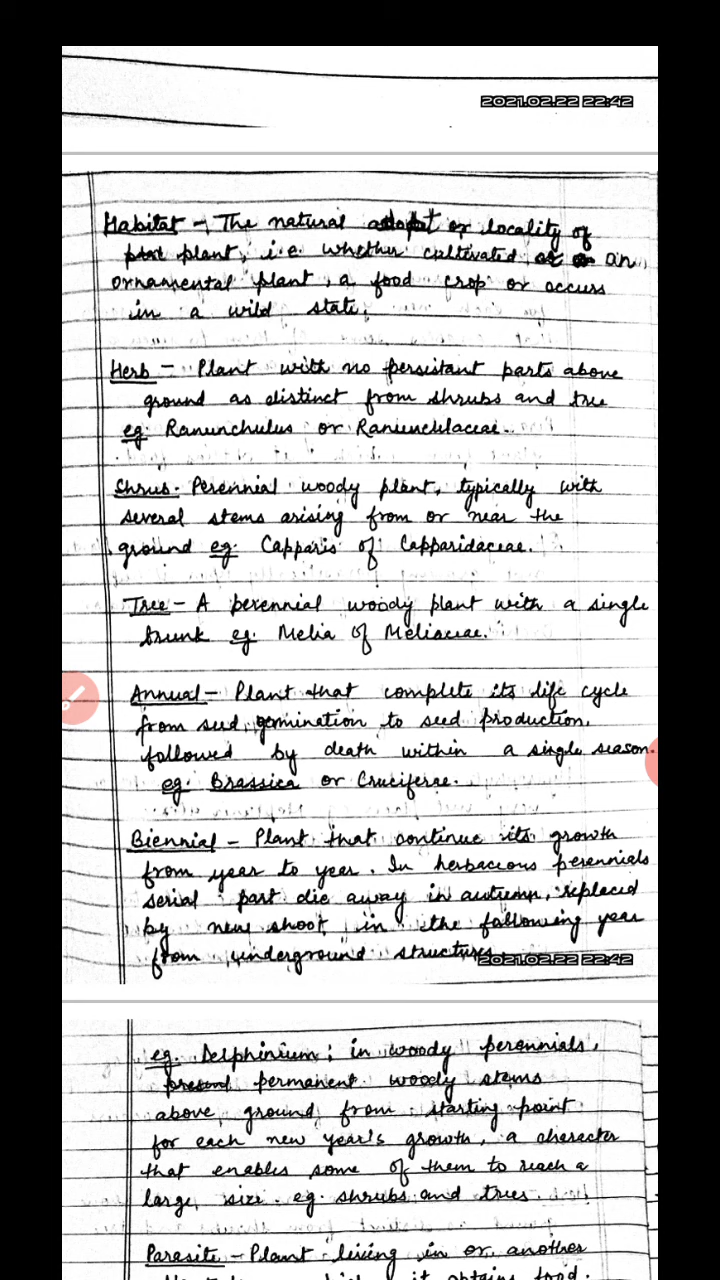 2021.02.22 22:42
Habitat - The natural or locality of
plant, i.e whether cultivated an
ornamental plant, a food crop or occurs
in a wild state.
Herb - Plant with no persistant parts above
ground as distinct from shrubs and tree
eg. Ranunchulus or Ranunculaceae.
Shrub - Perennial woody plant, typically with
several stems arising from or near the
ground eg. Capparis of Capparidaceae.
Tree - A perennial woody plant with a single
trunk eg. Melia of Meliaceae.
Annual - Plant that complete its life cycle
from seed gemination to seed production,
followed by death within a single season.
eg. Brassica or Cruciferae.
Biennial - Plant that continue its growth
from year to year. In herbacious perennials
serial part die away in autumn, replaced
by new shoot in the following year
from underground structures
2021.02.22 22:42
eg. Delphinium; in woody perennials,
permanent woody stems
above ground from starting point
for each new year's growth, a character
that enables some of them to reach a
large size. eg. shrubs and trees.
Parasite - Plant living in or another
it obtains food.